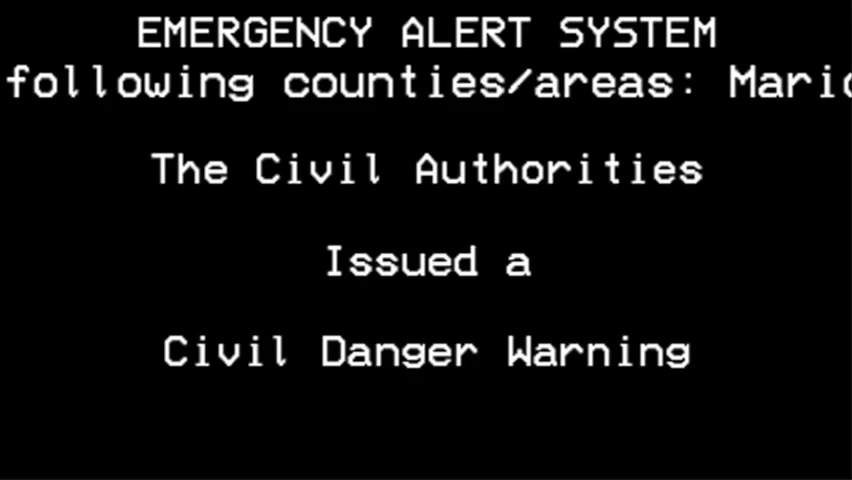 EMERGENCY ALERT SYSTEM
following counties/areas:
The Civil Authorities
Issued a
Civil Danger Warning